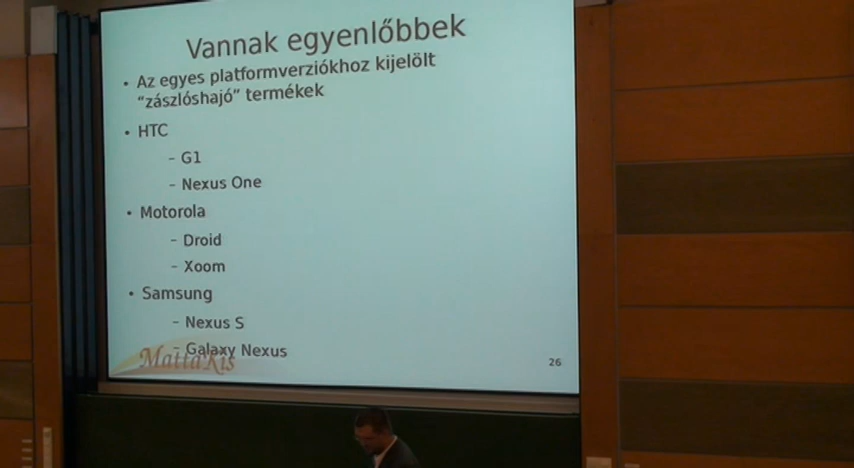 Vannak egyenlőbbek
• Az egyes platformverziókhoz kijelölt
"zászlóshajó" termékek
• HTC
– G1
– Nexus One
• Motorola
– Droid
– Xoom
• Samsung
– Nexus S
– Galaxy Nexus
MattaKis
26